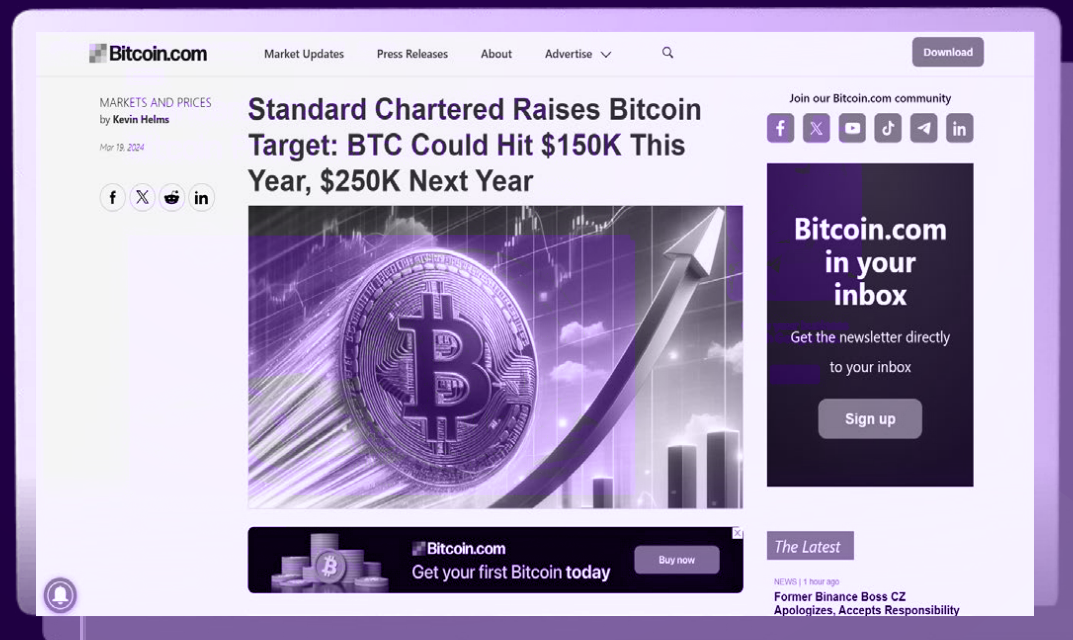 Bitcoin.com
Market Updates
Press Releases
About
Advertise
Download
MARKETS AND PRICES
by Kevin Helms
Mar 19, 2024
Standard Chartered Raises Bitcoin
Target: BTC Could Hit $150K This
Year, $250K Next Year
Join our Bitcoin.com community
Bitcoin.com
in your
inbox
Get the newsletter directly
to your inbox
Sign up
Bitcoin.com
Get your first Bitcoin today
Buy now
The Latest
NEWS | 1 hour ago
Former Binance Boss CZ
Apologizes, Accepts Responsibility